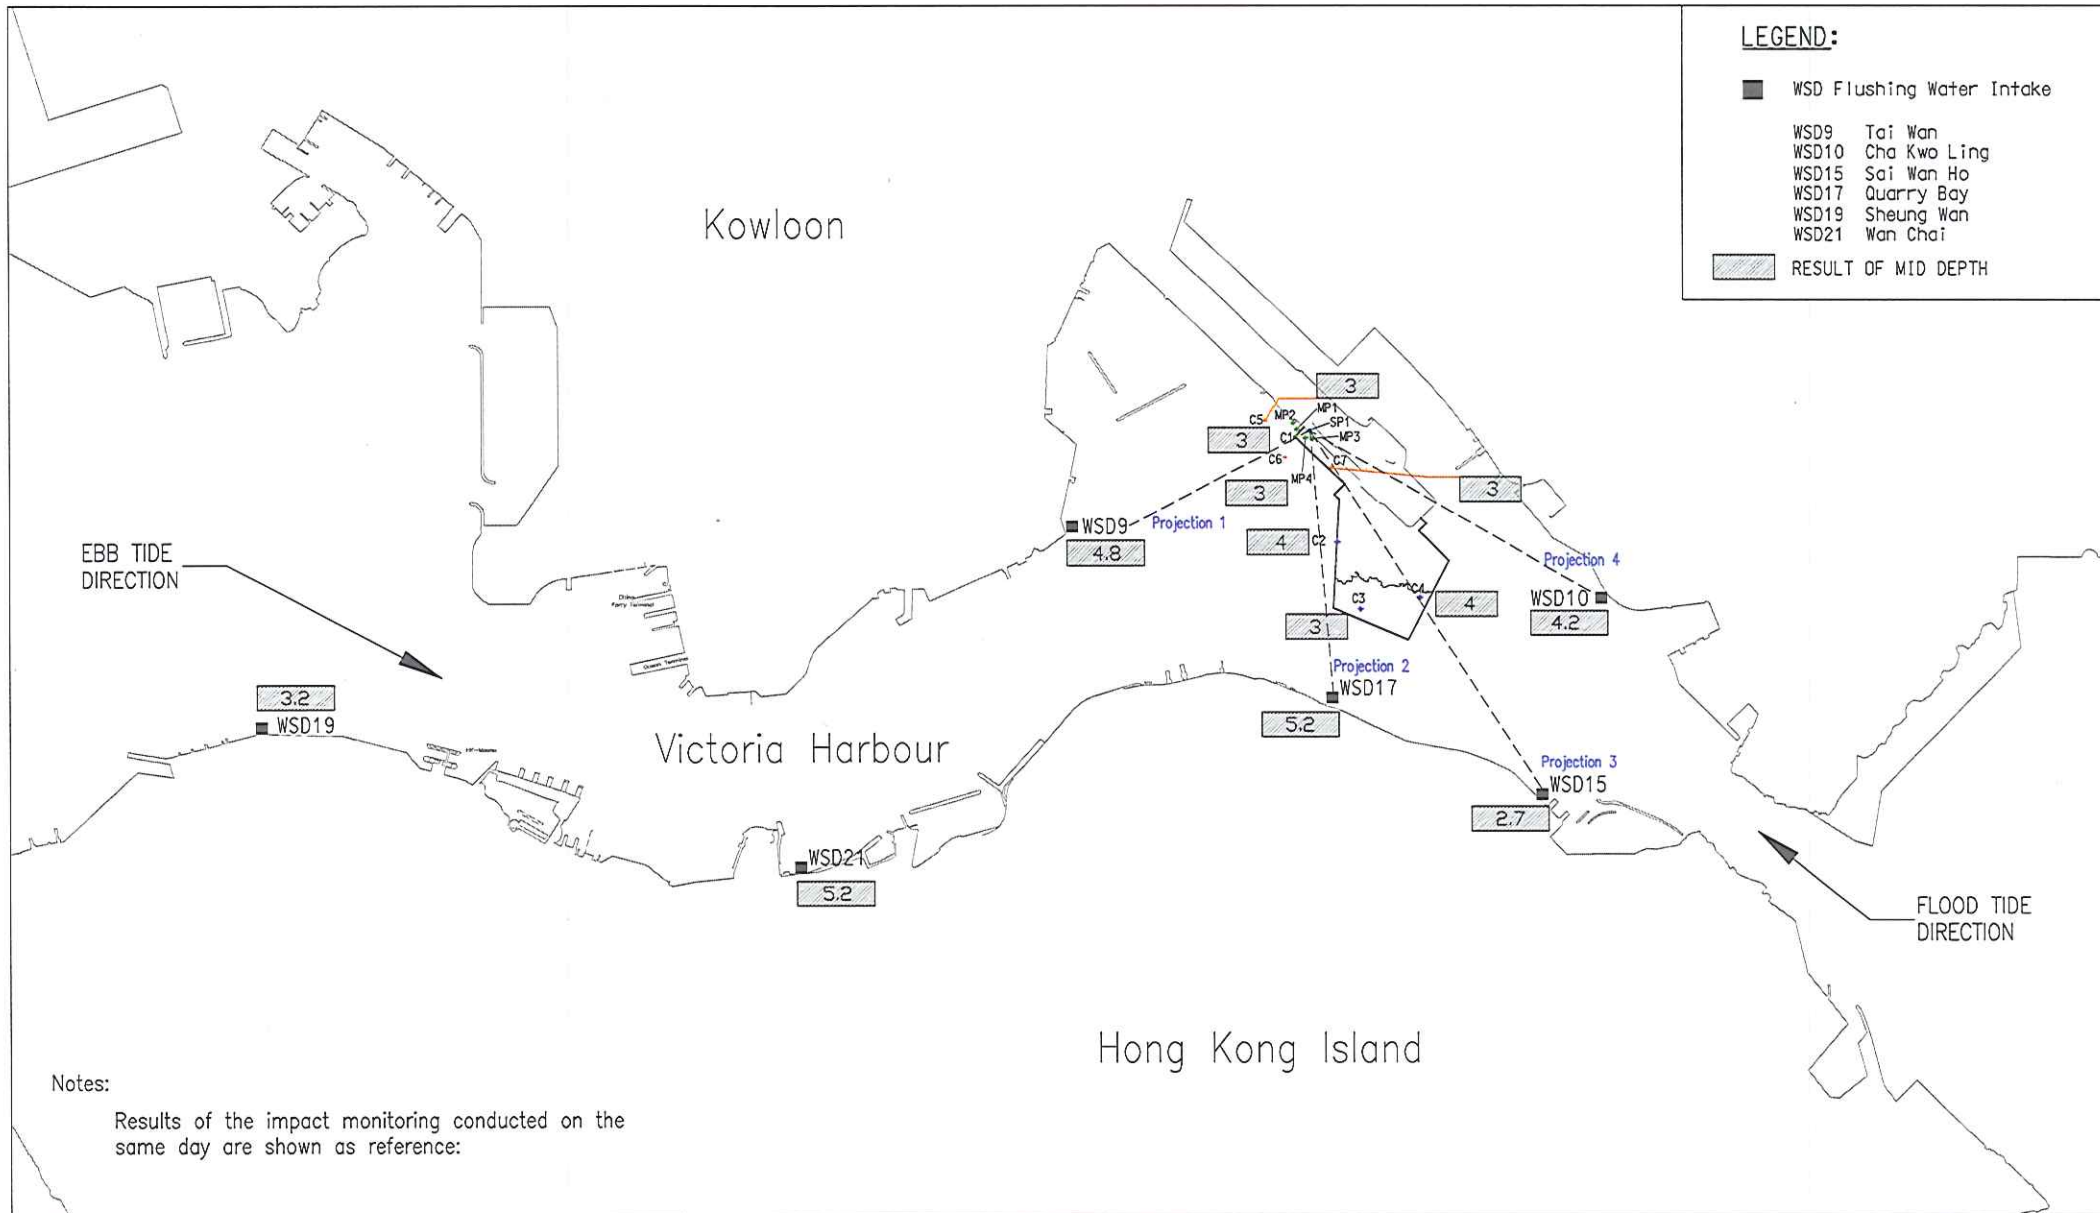 LEGEND:
WSD Flushing Water Intake
WSD9 Tai Wan
WSD10 Cha Kwo Ling
WSD15 Sai Wan Ho
WSD17 Quarry Bay
WSD19 Sheung Wan
WSD21 Wan Chai
RESULT OF MID DEPTH
Kowloon
3
C5
MP2
MP1
SP1
3
C1
MP3
C6
C7
MP4
3
3
WSD9
Projection 1
4.8
4
C2
EBB TIDE
DIRECTION
Projection 4
C4
C3
4
WSD10
4.2
3
China
Ferry Terminal
Ocean Terminal
Projection 2
WSD17
5.2
3.2
WSD19
Victoria Harbour
Projection 3
WSD15
2.7
WSD21
5.2
FLOOD TIDE
DIRECTION
Hong Kong Island
Notes:
Results of the impact monitoring conducted on the
same day are shown as reference: